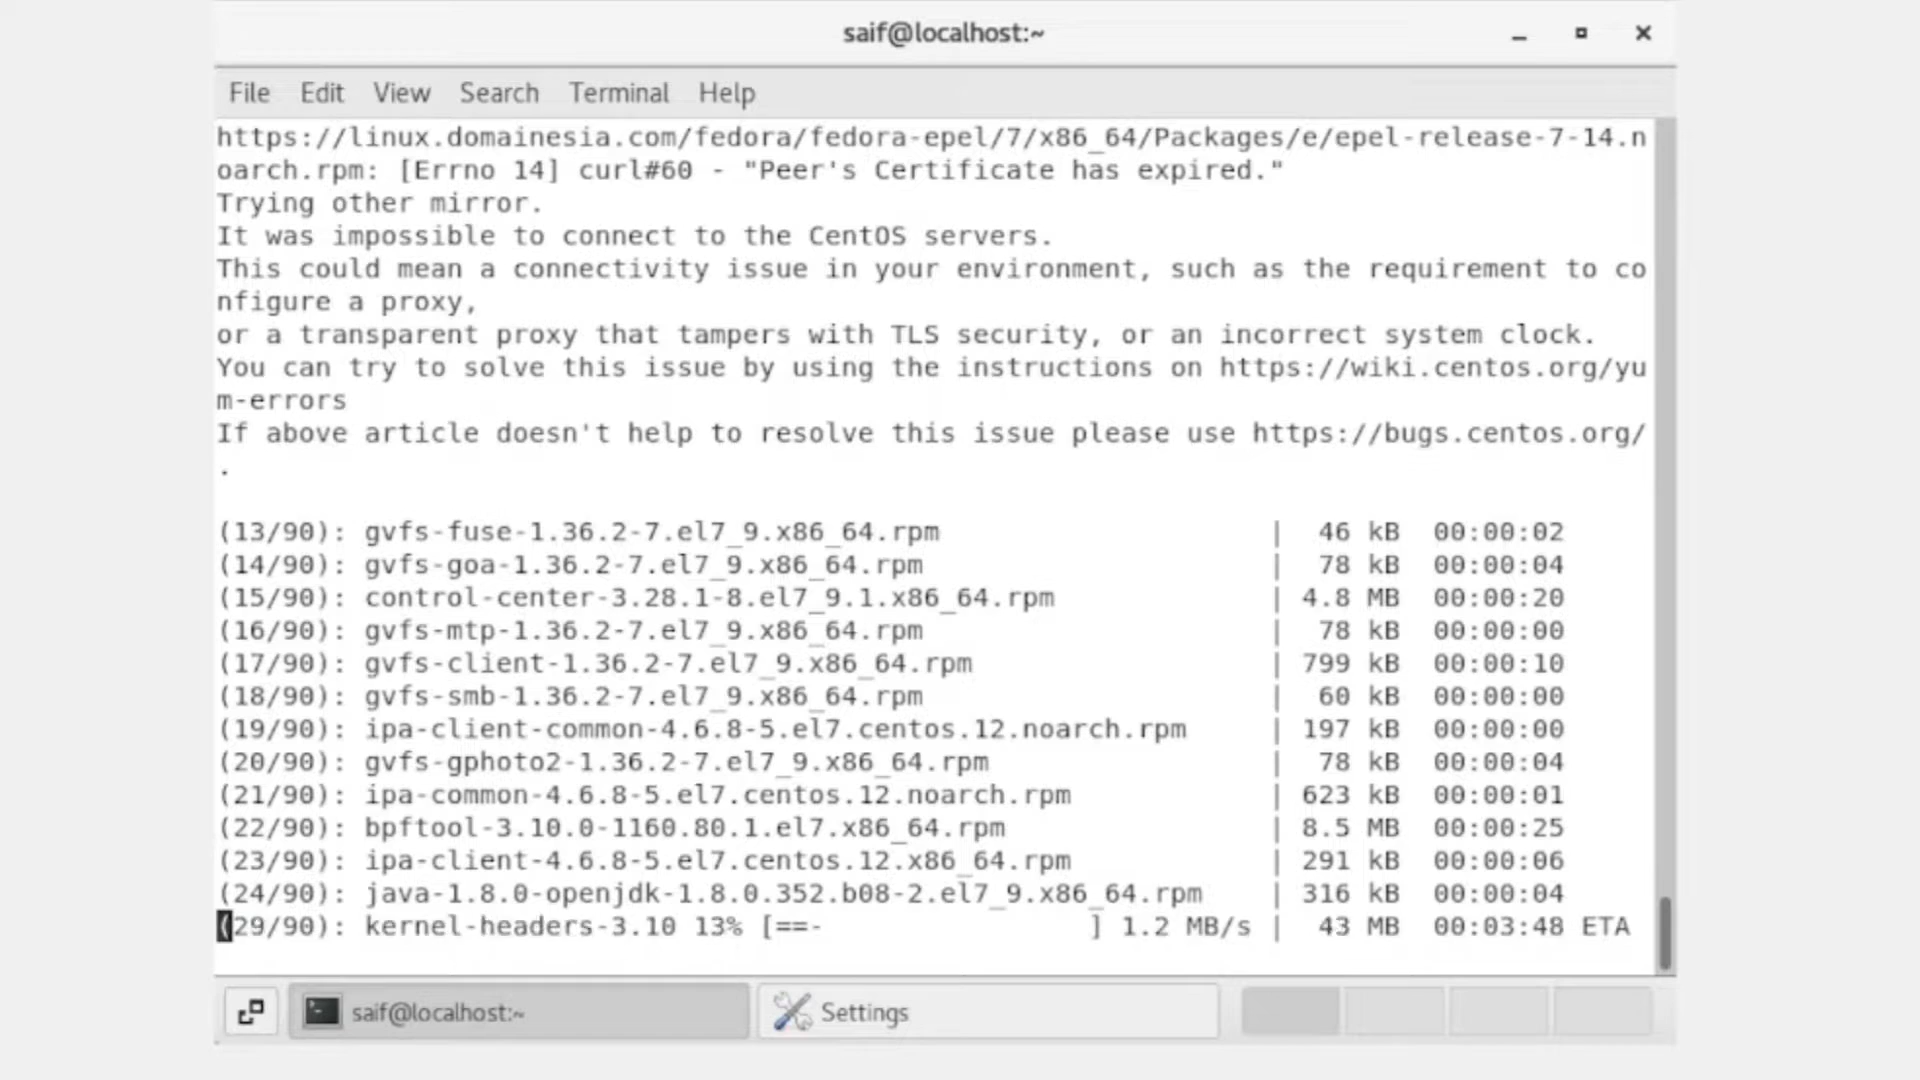 saif@localhost:~
File Edit View Search Terminal Help
https://linux.domainesia.com/fedora/fedora-epel/7/x86_64/Packages/e/epel-release-7-14.n
oarch.rpm: [Errno 14] curl#60 - "Peer's Certificate has expired."
Trying other mirror.
It was impossible to connect to the CentOS servers.
This could mean a connectivity issue in your environment, such as the requirement to co
nfigure a proxy,
or a transparent proxy that tampers with TLS security, or an incorrect system clock.
You can try to solve this issue by using the instructions on https://wiki.centos.org/yu
m-errors
If above article doesn't help to resolve this issue please use https://bugs.centos.org/
.
(13/90): gvfs-fuse-1.36.2-7.el7_9.x86_64.rpm | 46 kB 00:00:02
(14/90): gvfs-goa-1.36.2-7.el7_9.x86_64.rpm | 78 kB 00:00:04
(15/90): control-center-3.28.1-8.el7_9.1.x86_64.rpm | 4.8 MB 00:00:20
(16/90): gvfs-mtp-1.36.2-7.el7_9.x86_64.rpm | 78 kB 00:00:00
(17/90): gvfs-client-1.36.2-7.el7_9.x86_64.rpm | 799 kB 00:00:10
(18/90): gvfs-smb-1.36.2-7.el7_9.x86_64.rpm | 60 kB 00:00:00
(19/90): ipa-client-common-4.6.8-5.el7.centos.12.noarch.rpm | 197 kB 00:00:00
(20/90): gvfs-gphoto2-1.36.2-7.el7_9.x86_64.rpm | 78 kB 00:00:04
(21/90): ipa-common-4.6.8-5.el7.centos.12.noarch.rpm | 623 kB 00:00:01
(22/90): bpftool-3.10.0-1160.80.1.el7.x86_64.rpm | 8.5 MB 00:00:25
(23/90): ipa-client-4.6.8-5.el7.centos.12.x86_64.rpm | 291 kB 00:00:06
(24/90): java-1.8.0-openjdk-1.8.0.352.b08-2.el7_9.x86_64.rpm | 316 kB 00:00:04
(29/90): kernel-headers-3.10 13% [==- ] 1.2 MB/s | 43 MB 00:03:48 ETA
saif@localhost:~
Settings